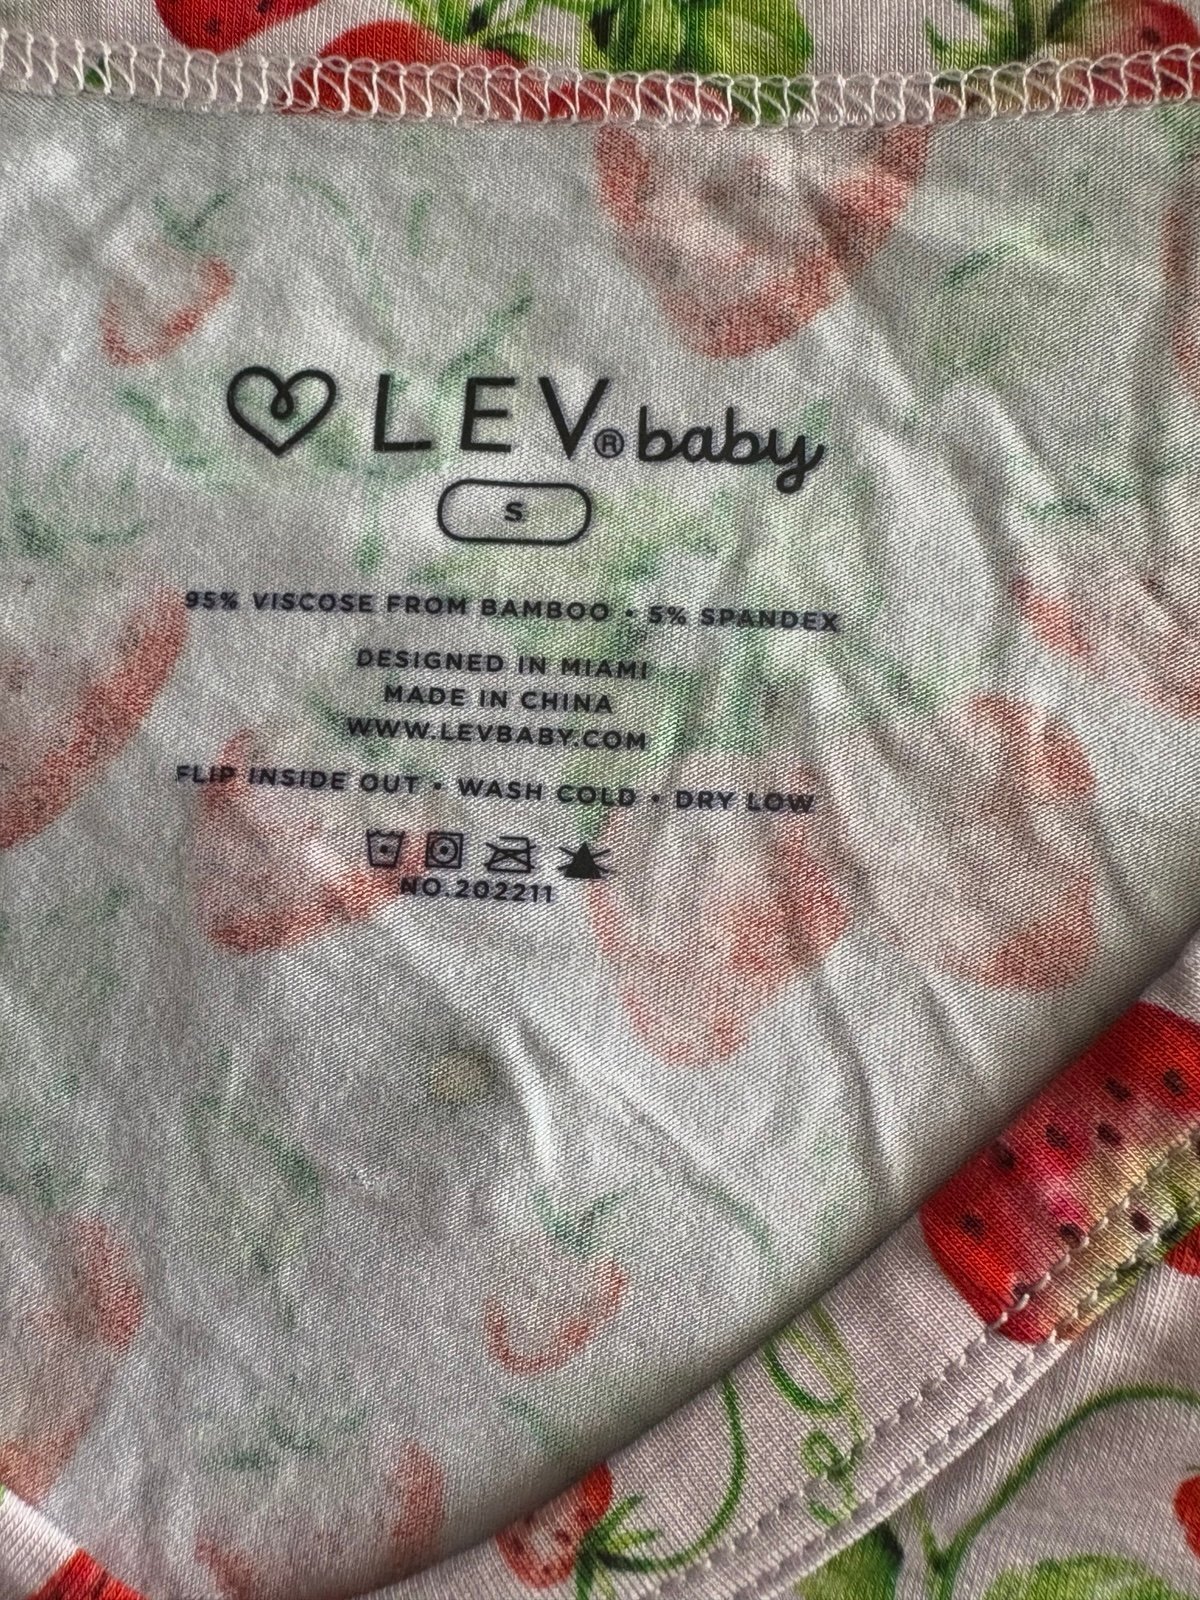 LEV® baby
S
95% VISCOSE FROM BAMBOO • 5% SPANDEX
DESIGNED IN MIAMI
MADE IN CHINA
WWW.LEVBABY.COM
FLIP INSIDE OUT • WASH COLD • DRY LOW
NO.202211